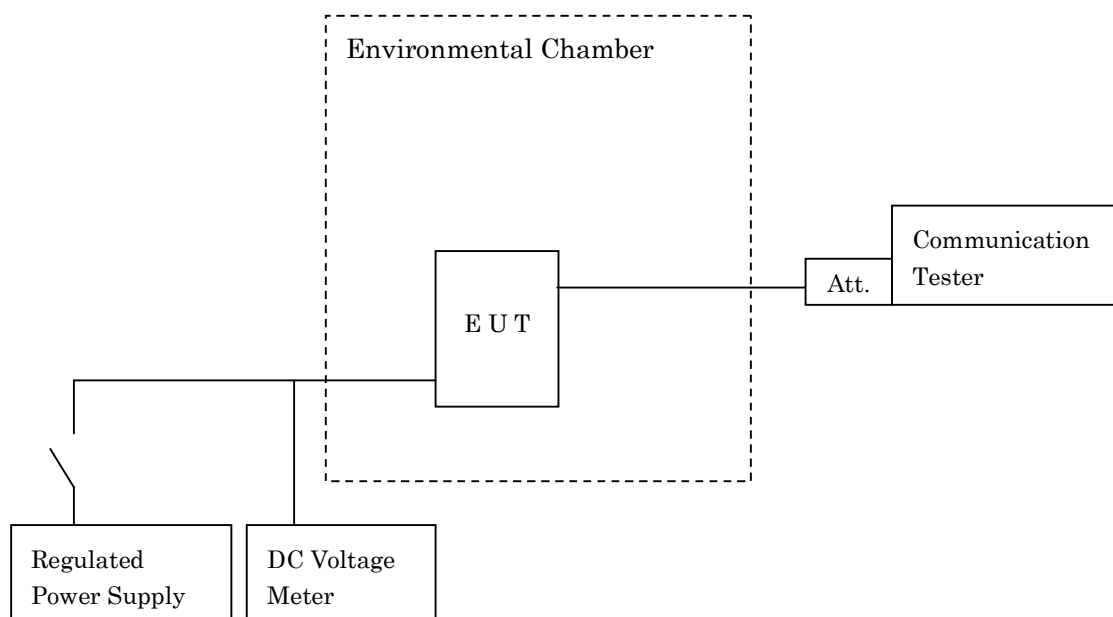 Environmental Chamber
Communication
Tester
Att.
E U T
Regulated
Power Supply
DC Voltage
Meter